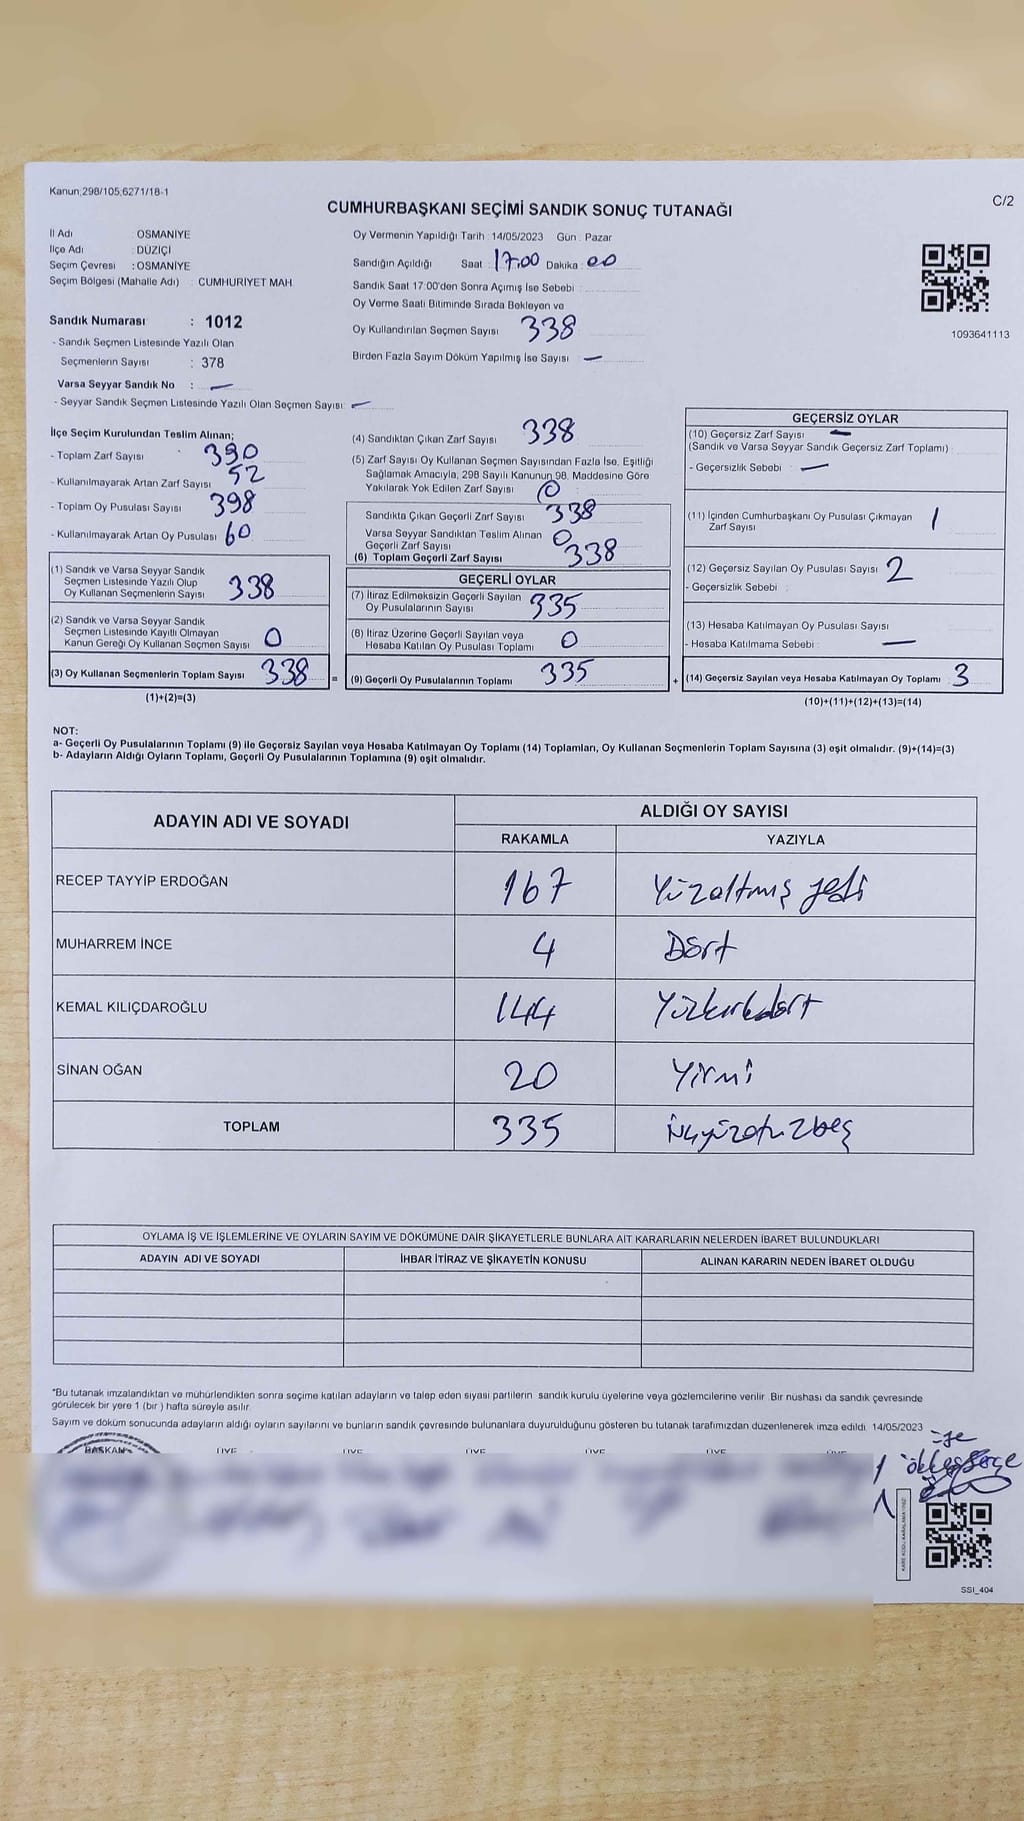 Kanun;298/105,6271/18-1
C/2
CUMHURBAŞKANI SEÇİMİ SANDIK SONUÇ TUTANAĞI
İl Adı OSMANİYE
İlçe Adı : DÜZİÇİ
Seçim Çevresi : OSMANİYE
Seçim Bölgesi (Mahalle Adı) : CUMHURİYET MAH.
Sandık Numarası : 1012
- Sandık Seçmen Listesinde Yazılı Olan
Seçmenlerin Sayısı : 378
Varsa Seyyar Sandık No : —
- Seyyar Sandık Seçmen Listesinde Yazılı Olan Seçmen Sayısı: —
Oy Vermenin Yapıldığı Tarih : 14/05/2023 Gün : Pazar
Sandığın Açıldığı Saat : 17.00 Dakika : 00
Sandık Saat 17:00'den Sonra Açımış İse Sebebi :
Oy Verme Saati Bitiminde Sırada Bekleyen ve
Oy Kullandırılan Seçmen Sayısı 338
Birden Fazla Sayım Döküm Yapılmış İse Sayısı : —
1093641113
İlçe Seçim Kurulundan Teslim Alınan;
- Toplam Zarf Sayısı : 390
- Kullanılmayarak Artan Zarf Sayısı : 52
- Toplam Oy Pusulası Sayısı : 398
- Kullanılmayarak Artan Oy Pusulası : 60
(1) Sandık ve Varsa Seyyar Sandık
Seçmen Listesinde Yazılı Olup
Oy Kullanan Seçmenlerin Sayısı 338
(2) Sandık ve Varsa Seyyar Sandık
Seçmen Listesinde Kayıtlı Olmayan
Kanun Gereği Oy Kullanan Seçmen Sayısı 0
(3) Oy Kullanan Seçmenlerin Toplam Sayısı 338
(1)+(2)=(3)
=
(4) Sandıktan Çıkan Zarf Sayısı 338
(5) Zarf Sayısı Oy Kullanan Seçmen Sayısından Fazla İse, Eşitliği
Sağlamak Amacıyla, 298 Sayılı Kanunun 98. Maddesine Göre
Yakılarak Yok Edilen Zarf Sayısı 0
Sandıkta Çıkan Geçerli Zarf Sayısı 338
Varsa Seyyar Sandıktan Teslim Alınan 0
Geçerli Zarf Sayısı
(6) Toplam Geçerli Zarf Sayısı 338
GEÇERLİ OYLAR
(7) İtiraz Edilmeksizin Geçerli Sayılan
Oy Pusulalarının Sayısı 335
(8) İtiraz Üzerine Geçerli Sayılan veya
Hesaba Katılan Oy Pusulası Toplamı 0
(9) Geçerli Oy Pusulalarının Toplamı 335
+
GEÇERSİZ OYLAR
(10) Geçersiz Zarf Sayısı : —
(Sandık ve Varsa Seyyar Sandık Geçersiz Zarf Toplamı) :
- Geçersizlik Sebebi : —
(11) İçinden Cumhurbaşkanı Oy Pusulası Çıkmayan
Zarf Sayısı 1
(12) Geçersiz Sayılan Oy Pusulası Sayısı : 2
- Geçersizlik Sebebi :
(13) Hesaba Katılmayan Oy Pusulası Sayısı
- Hesaba Katılmama Sebebi : —
(14) Geçersiz Sayılan veya Hesaba Katılmayan Oy Toplamı : 3
(10)+(11)+(12)+(13)=(14)
NOT:
a- Geçerli Oy Pusulalarının Toplamı (9) ile Geçersiz Sayılan veya Hesaba Katılmayan Oy Toplamı (14) Toplamları, Oy Kullanan Seçmenlerin Toplam Sayısına (3) eşit olmalıdır. (9)+(14)=(3)
b- Adayların Aldığı Oyların Toplamı, Geçerli Oy Pusulalarının Toplamına (9) eşit olmalıdır.
ADAYIN ADI VE SOYADI ALDIĞI OY SAYISI
RAKAMLA YAZIYLA
RECEP TAYYİP ERDOĞAN 167 Yüzaltmış yedi
MUHARREM İNCE 4 Dört
KEMAL KILIÇDAROĞLU 144 Yüzkırkdört
SİNAN OĞAN 20 Yirmi
TOPLAM 335 üçyüzotuzbeş
OYLAMA İŞ VE İŞLEMLERİNE VE OYLARIN SAYIM VE DÖKÜMÜNE DAİR ŞİKAYETLERLE BUNLARA AİT KARARLARIN NELERDEN İBARET BULUNDUKLARI
ADAYIN ADI VE SOYADI İHBAR İTİRAZ VE ŞİKAYETİN KONUSU ALINAN KARARIN NEDEN İBARET OLDUĞU
*Bu tutanak imzalandıktan ve mühürlendikten sonra seçime katılan adayların ve talep eden siyasi partilerin sandık kurulu üyelerine veya gözlemcilerine verilir. Bir nüshası da sandık çevresinde
görülecek bir yere 1 (bir ) hafta süreyle asılır.
Sayım ve döküm sonucunda adayların aldığı oyların sayılarını ve bunların sandık çevresinde bulunanlara duyurulduğunu gösteren bu tutanak tarafımızdan düzenlenerek imza edildi. 14/05/2023
BAŞKAN ÜYE ÜYE ÜYE ÜYE ÜYE ÜYE
SSI_404